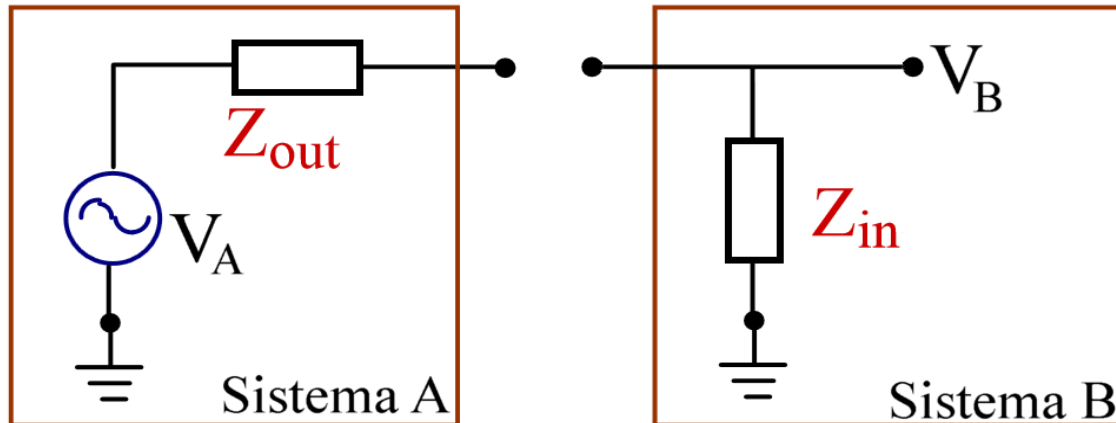 Z_out
V_A
Sistema A
V_B
Z_in
Sistema B